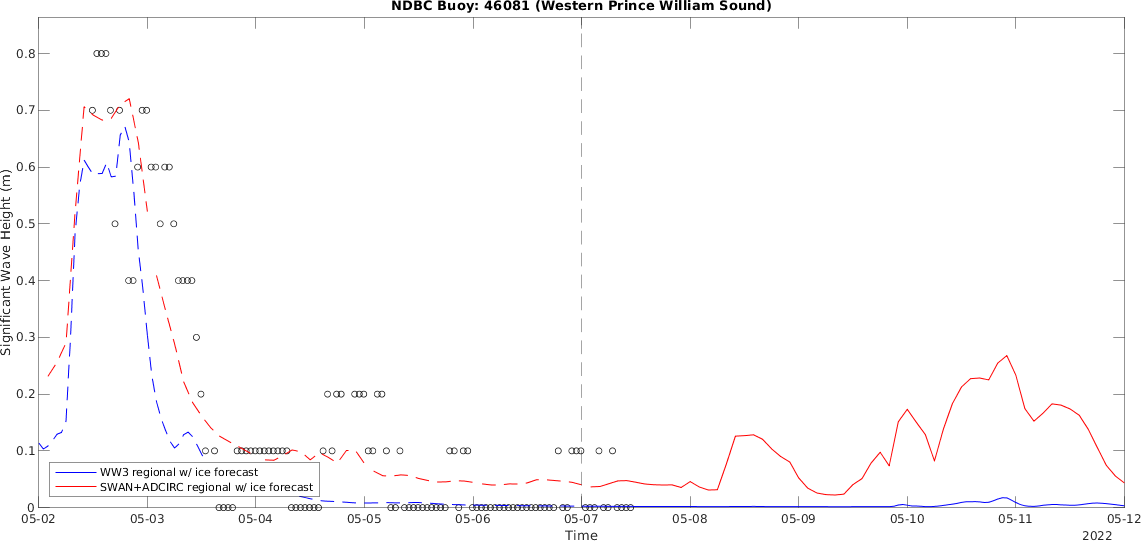 NDBC Buoy: 46081 (Western Prince William Sound)
Significant Wave Height (m)
0.8
0.7
0.6
0.5
0.4
0.3
0.2
0.1
0
WW3 regional w/ ice forecast
SWAN+ADCIRC regional w/ ice forecast
05-02 05-03 05-04 05-05 05-06 05-07 05-08 05-09 05-10 05-11 05-12
Time
2022